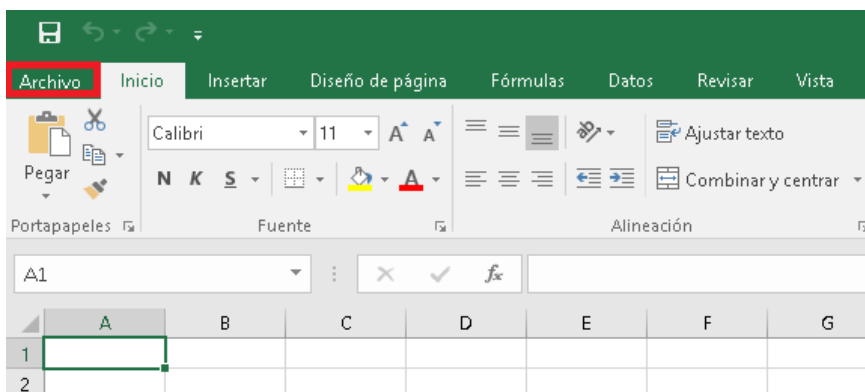 Archivo Inicio Insertar Diseño de página Fórmulas Datos Revisar Vista
Calibri 11 A A Ajustar texto
Pegar N K S A Combinar y centrar
Portapapeles Fuente Alineación
A1 fx
A B C D E F G
1
2